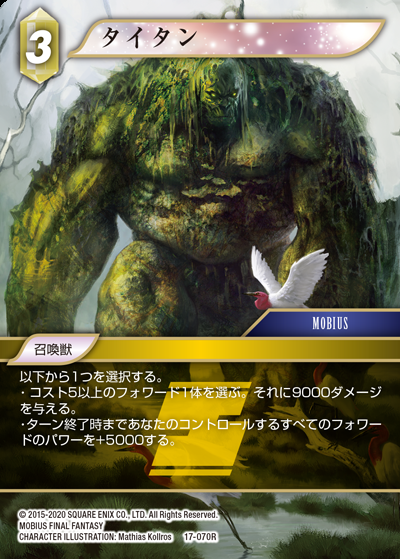 3
タイタン
MOBIUS
召喚獣
以下から1つを選択する。
・コスト5以上のフォワード1体を選ぶ。それに9000ダメージ
を与える。
・ターン終了時まであなたのコントロールするすべてのフォワー
ドのパワーを+5000する。
© 2015-2020 SQUARE ENIX CO., LTD. All Rights Reserved.
MOBIUS FINAL FANTASY
CHARACTER ILLUSTRATION: Mathias Kollros
17-070R